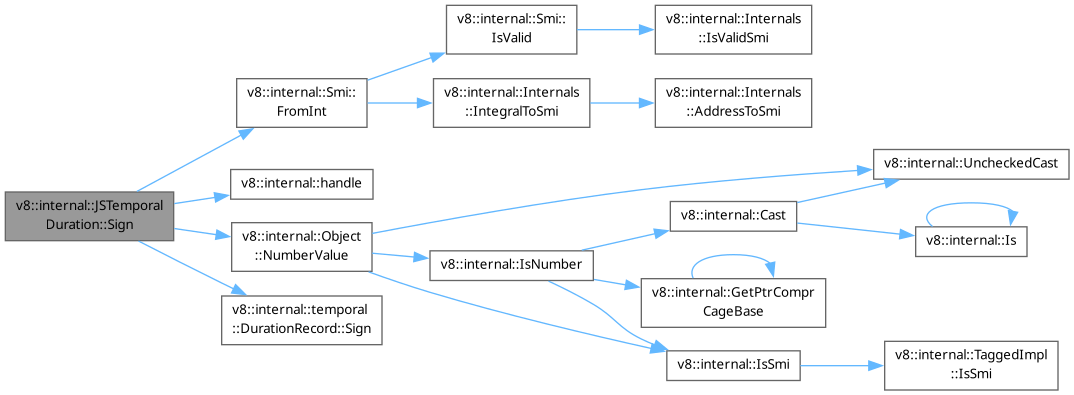 v8::internal::JSTemporal
Duration::Sign
v8::internal::Smi::
FromInt
v8::internal::handle
v8::internal::Object
::NumberValue
v8::internal::temporal
::DurationRecord::Sign
v8::internal::Smi::
IsValid
v8::internal::Internals
::IntegralToSmi
v8::internal::IsNumber
v8::internal::Internals
::IsValidSmi
v8::internal::Internals
::AddressToSmi
v8::internal::Cast
v8::internal::GetPtrCompr
CageBase
v8::internal::IsSmi
v8::internal::UncheckedCast
v8::internal::Is
v8::internal::TaggedImpl
::IsSmi